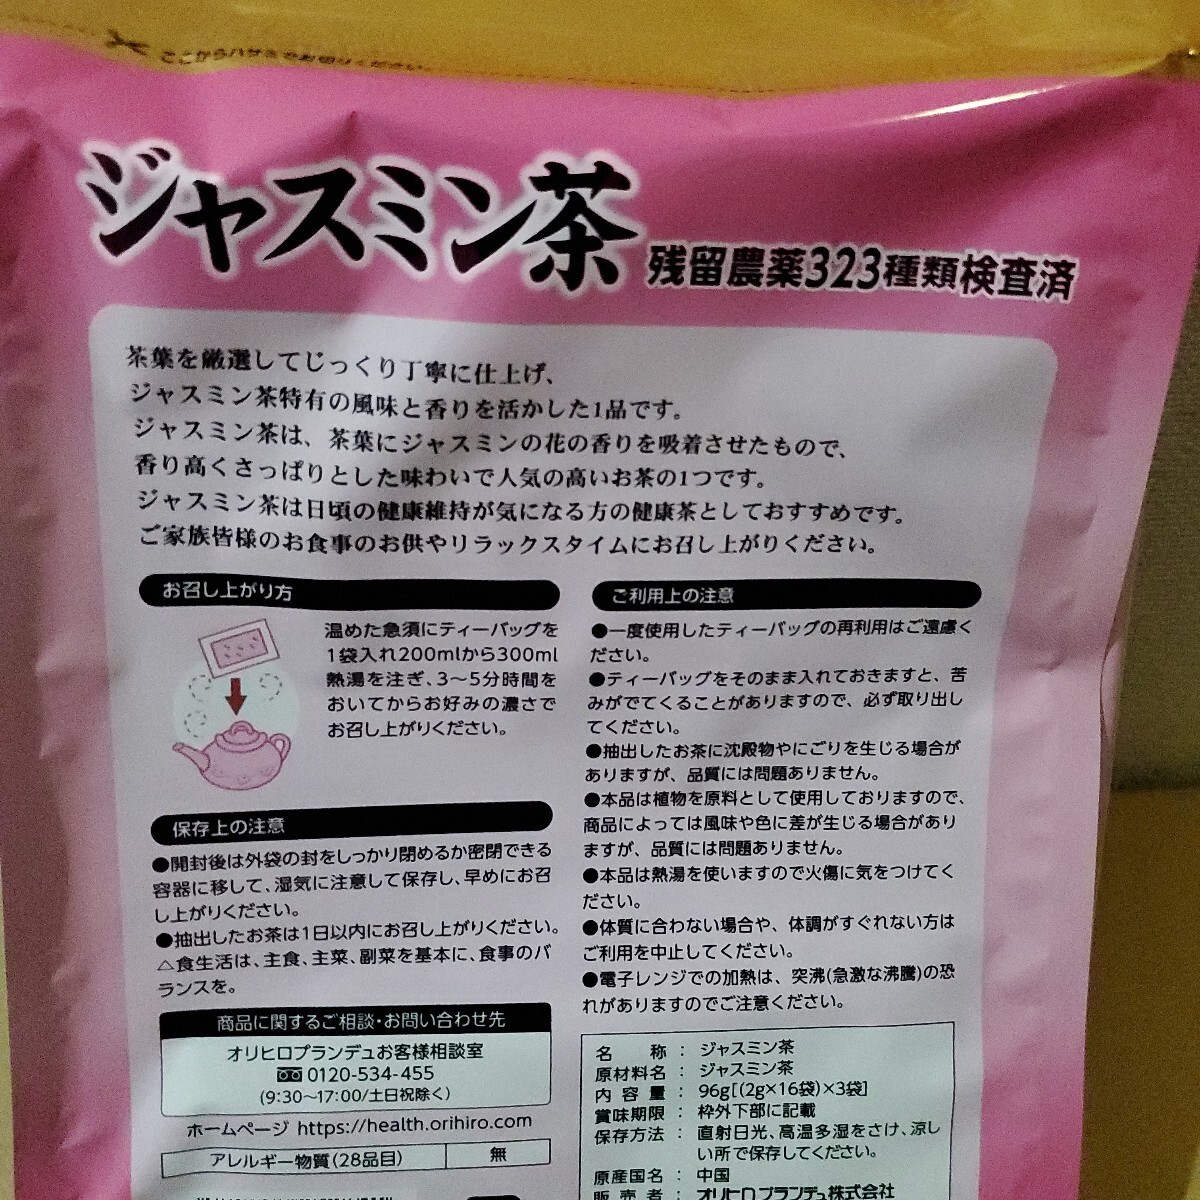 ここからハサミでお切りください。
ジャスミン茶
残留農薬323種類検査済
茶葉を厳選してじっくり丁寧に仕上げ、
ジャスミン茶特有の風味と香りを活かした1品です。
ジャスミン茶は、茶葉にジャスミンの花の香りを吸着させたもので、
香り高くさっぱりとした味わいで人気の高いお茶の1つです。
ジャスミン茶は日頃の健康維持が気になる方の健康茶としておすすめです。
ご家族皆様のお食事のお供やリラックスタイムにお召し上がりください。
お召し上がり方
温めた急須にティーバッグを
1袋入れ200mlから300ml
熱湯を注ぎ、3～5分時間を
おいてからお好みの濃さで
お召し上がりください。
保存上の注意
●開封後は外袋の封をしっかり閉めるか密閉できる
容器に移して、湿気に注意して保存し、早めにお召
し上がりください。
●抽出したお茶は1日以内にお召し上がりください。
△食生活は、主食、主菜、副菜を基本に、食事のバ
ランスを。
商品に関するご相談・お問い合わせ先
オリヒロプランデュお客様相談室
0120-534-455
(9:30～17:00/土日祝除く)
ホームページ https://health.orihiro.com
アレルギー物質(28品目) 無
ご利用上の注意
●一度使用したティーバッグの再利用はご遠慮く
ださい。
●ティーバッグをそのまま入れておきますと、苦
みがでてくることがありますので、必ず取り出し
てください。
●抽出したお茶に沈殿物やにごりを生じる場合が
ありますが、品質には問題ありません。
●本品は植物を原料として使用しておりますので、
商品によっては風味や色に差が生じる場合があり
ますが、品質には問題ありません。
●本品は熱湯を使いますので火傷に気をつけてく
ださい。
●体質に合わない場合や、体調がすぐれない方は
ご利用を中止してください。
●電子レンジでの加熱は、突沸(急激な沸騰)の恐
れがありますのでご注意ください。
名称：ジャスミン茶
原材料名：ジャスミン茶
内容量：96g[(2g×16袋)×3袋]
賞味期限：枠外下部に記載
保存方法：直射日光、高温多湿をさけ、涼し
い所で保存してください。
原産国名：中国
販売者：オリヒロプランデュ株式会社